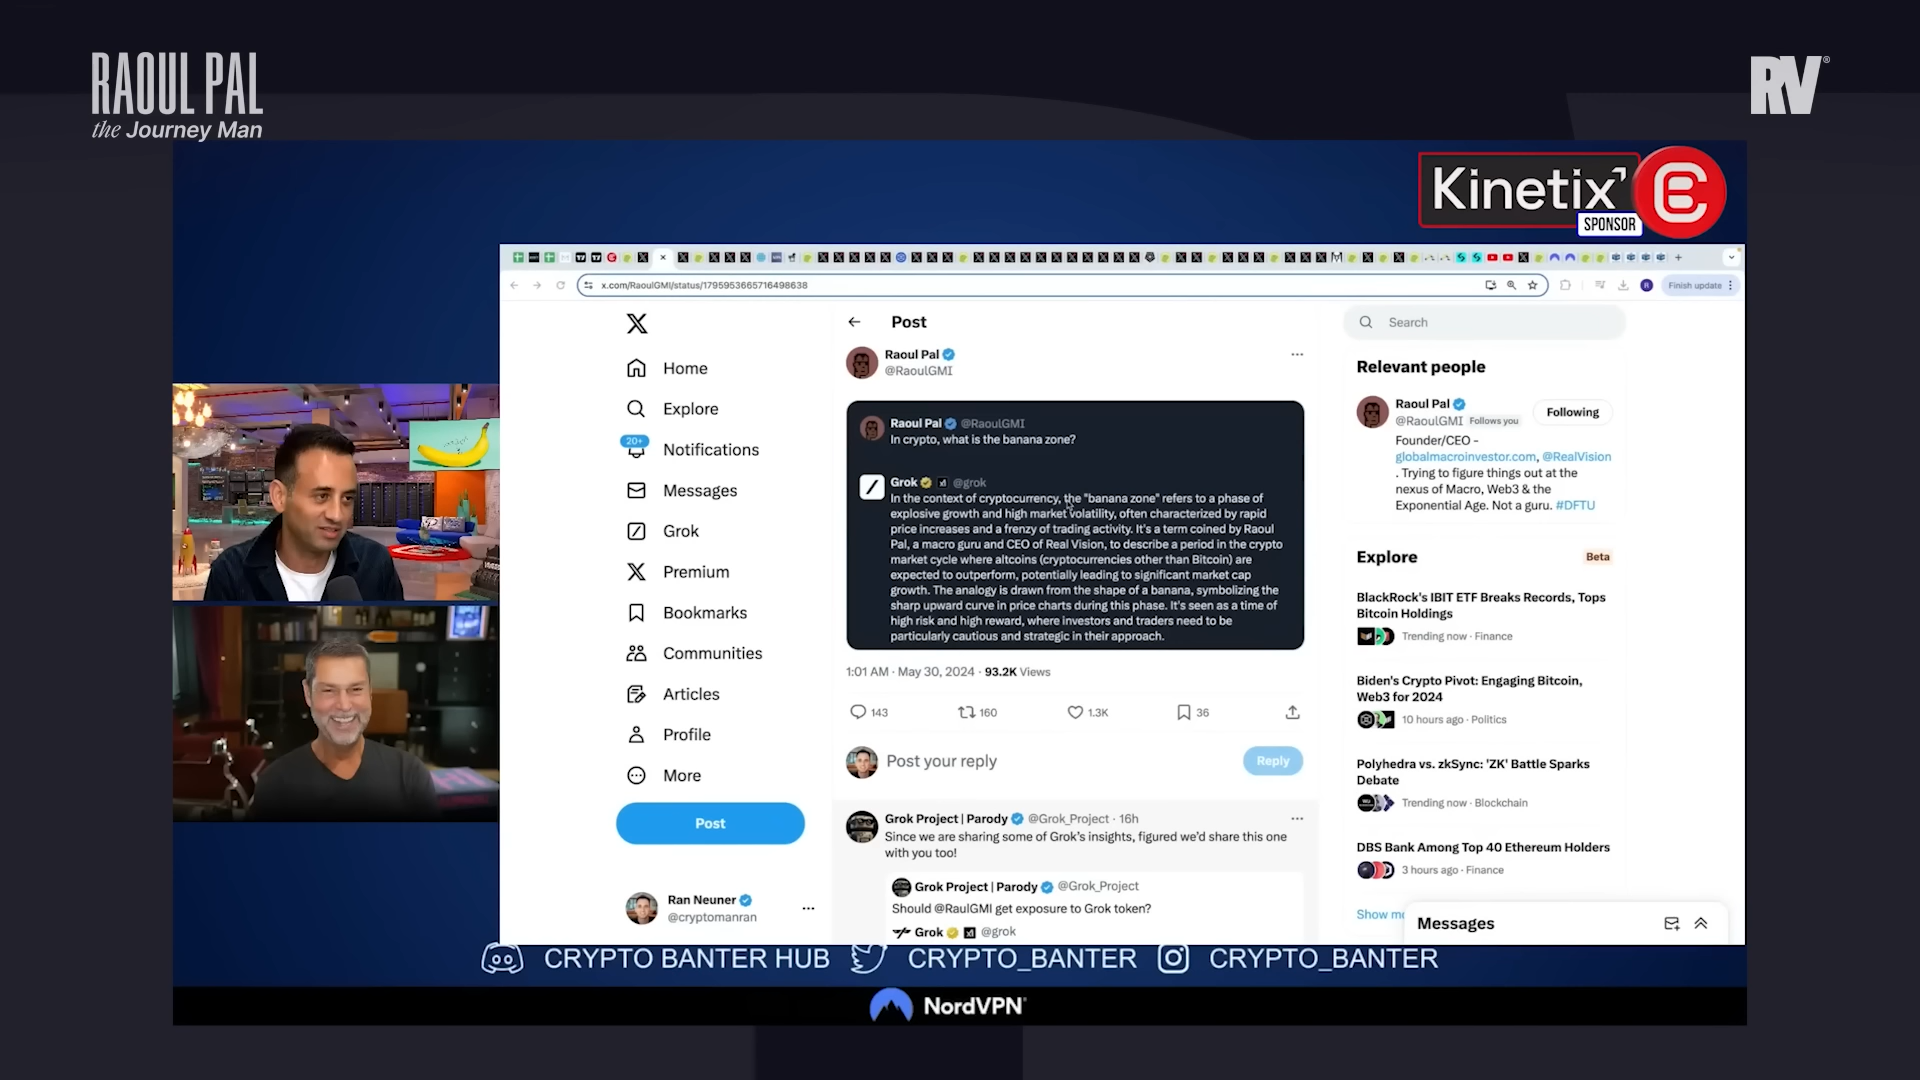 RAOUL PAL
the Journey Man
RV®
Kinetix
SPONSOR
x.com/RaoulGMI/status/1795953665716498638
Finish update
Home
Explore
20+
Notifications
Messages
Grok
Premium
Bookmarks
Communities
Articles
Profile
More
Post
Ran Neuner
@cryptomanran
Post
Raoul Pal
@RaoulGMI
Raoul Pal @RaoulGMI
In crypto, what is the banana zone?
Grok @grok
In the context of cryptocurrency, the "banana zone" refers to a phase of
explosive growth and high market volatility, often characterized by rapid
price increases and a frenzy of trading activity. It's a term coined by Raoul
Pal, a macro guru and CEO of Real Vision, to describe a period in the crypto
market cycle where altcoins (cryptocurrencies other than Bitcoin) are
expected to outperform, potentially leading to significant market cap
growth. The analogy is drawn from the shape of a banana, symbolizing the
sharp upward curve in price charts during this phase. It's seen as a time of
high risk and high reward, where investors and traders need to be
particularly cautious and strategic in their approach.
1:01 AM · May 30, 2024 · 93.2K Views
143
160
1.3K
36
Post your reply
Reply
Grok Project | Parody @Grok_Project · 16h
Since we are sharing some of Grok's insights, figured we'd share this one
with you too!
Grok Project | Parody @Grok_Project
Should @RaulGMI get exposure to Grok token?
Grok @grok
Search
Relevant people
Raoul Pal
@RaoulGMI Follows you
Following
Founder/CEO -
globalmacroinvestor.com, @RealVision
. Trying to figure things out at the
nexus of Macro, Web3 & the
Exponential Age. Not a guru. #DFTU
Explore
Beta
BlackRock's IBIT ETF Breaks Records, Tops
Bitcoin Holdings
Trending now · Finance
Biden's Crypto Pivot: Engaging Bitcoin,
Web3 for 2024
10 hours ago · Politics
Polyhedra vs. zkSync: 'ZK' Battle Sparks
Debate
Trending now · Blockchain
DBS Bank Among Top 40 Ethereum Holders
3 hours ago · Finance
Show
Messages
CRYPTO BANTER HUB
CRYPTO_BANTER
CRYPTO_BANTER
NordVPN®